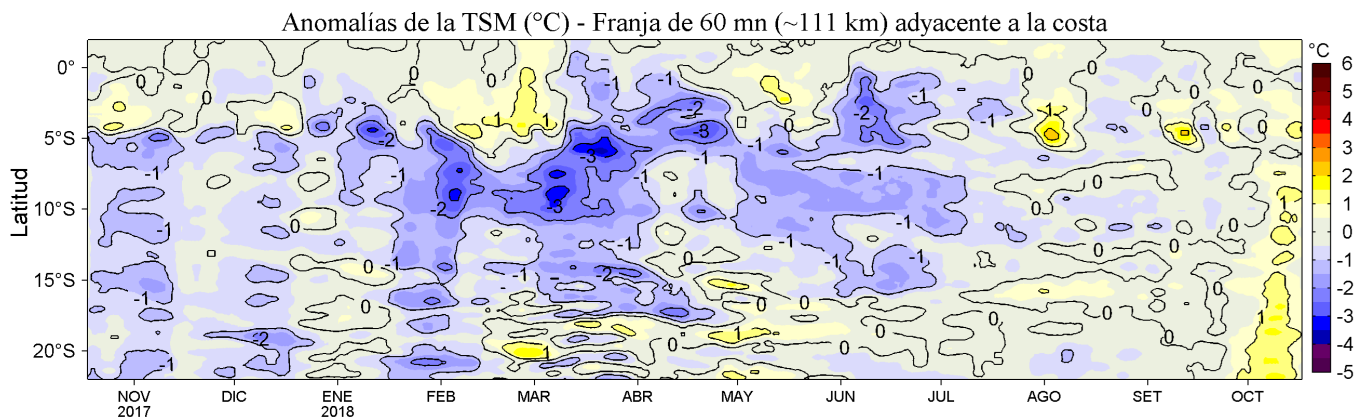 Anomalías de la TSM (°C) - Franja de 60 mn (~111 km) adyacente a la costa
°C
Latitud
0°
5°S
10°S
15°S
20°S
NOV DIC ENE FEB MAR ABR MAY JUN JUL AGO SET OCT
2017 2018
6
5
4
3
2
1
0
-1
-2
-3
-4
-5